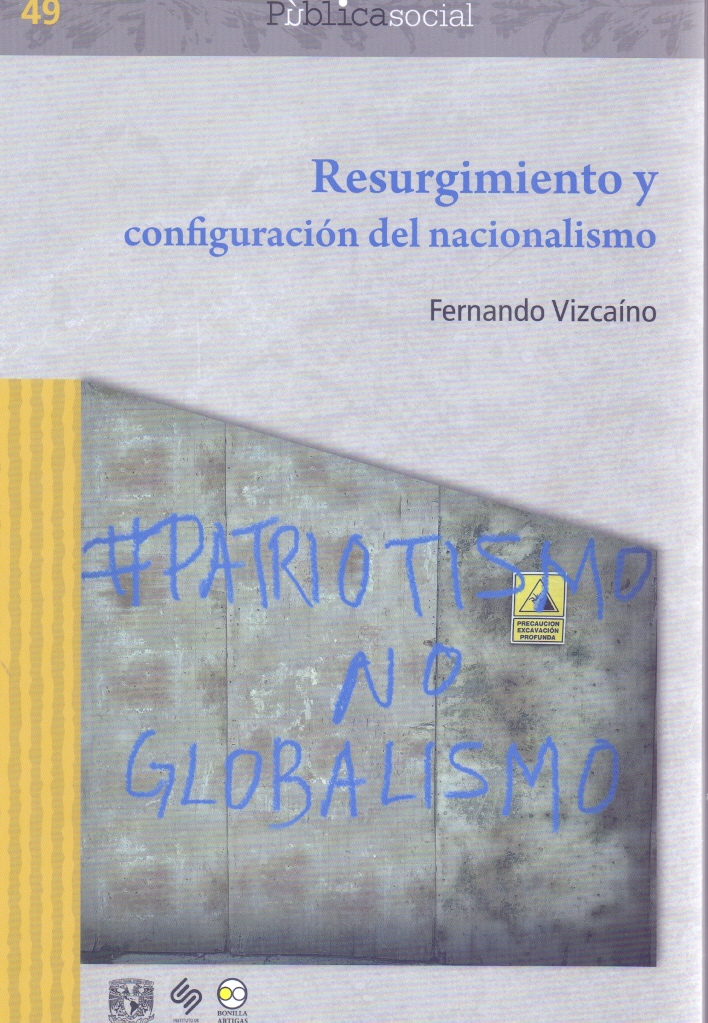 49
Pùblicasocial
Resurgimiento y
configuración del nacionalismo
Fernando Vizcaíno
#PATRIOTISMO
NO
GLOBALISMO
PRECAUCION
EXCAVACIÓN
PROFUNDA
BONILLA
ARTIGAS